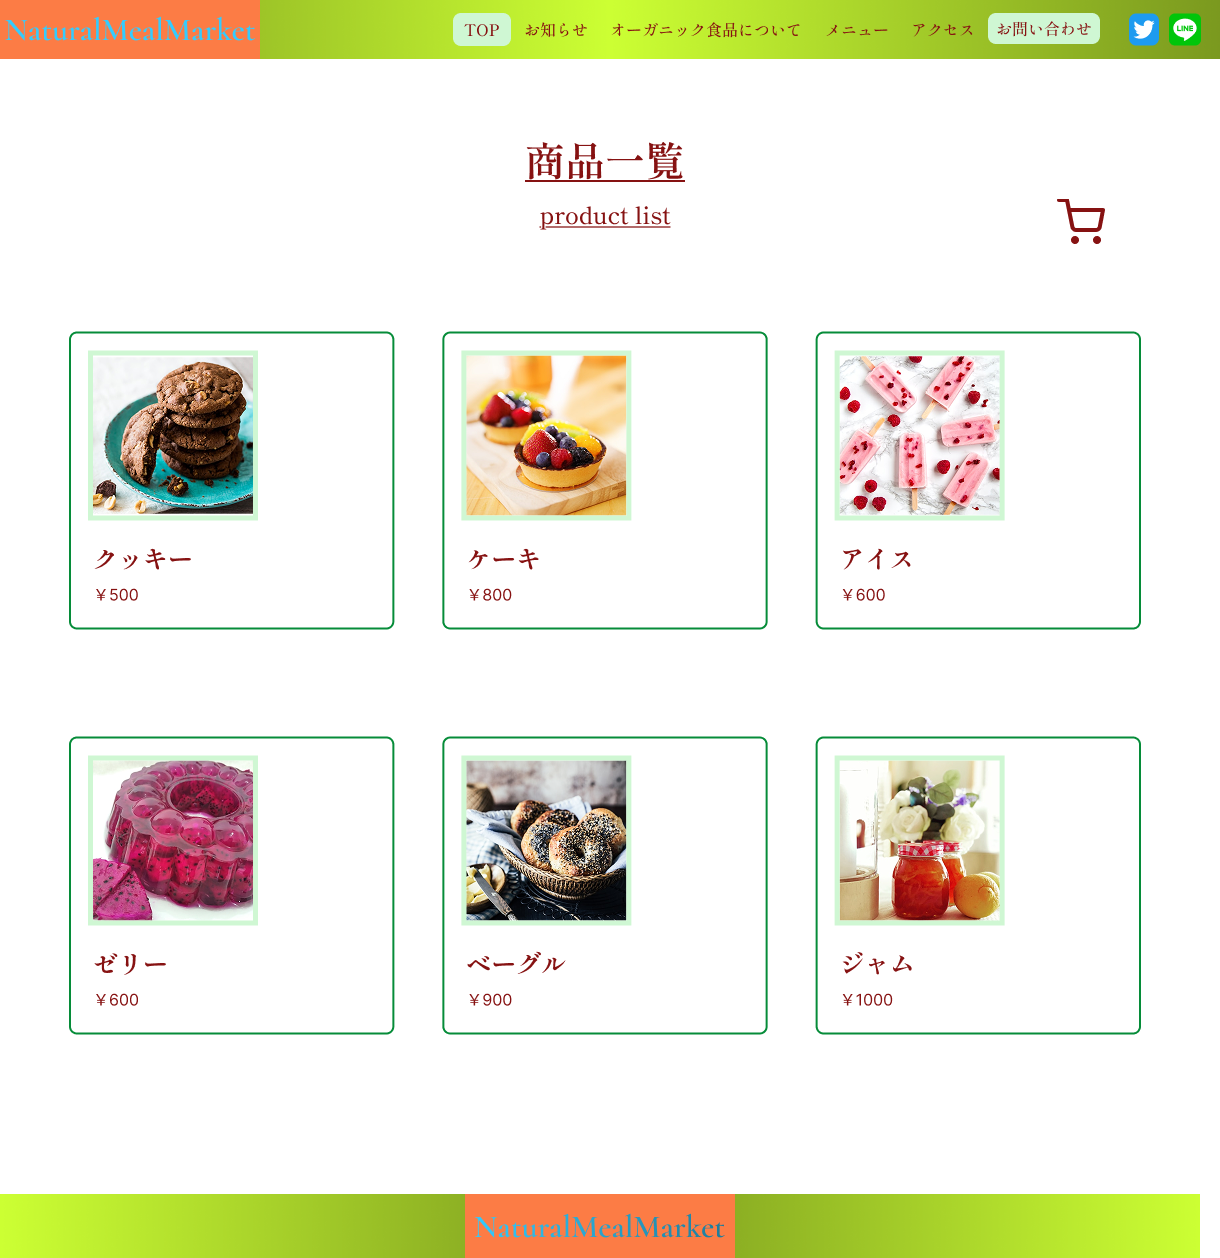 NaturalMealMarket
TOP お知らせ オーガニック食品について メニュー アクセス お問い合わせ LINE
商品一覧
product list
クッキー ケーキ アイス
￥500 ￥800 ￥600
ゼリー ベーグル ジャム
￥600 ￥900 ￥1000
NaturalMealMarket